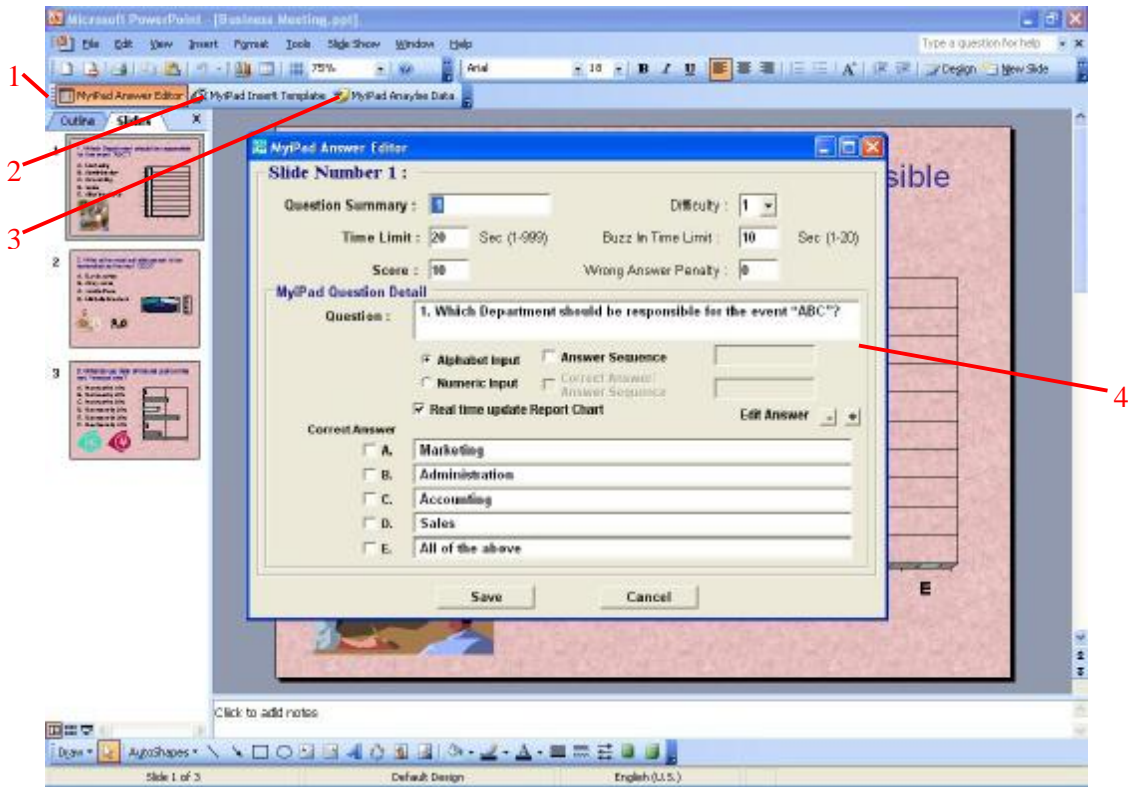 Microsoft PowerPoint - [Business Meeting.ppt]
File Edit View Insert Format Tools Slide Show Window Help
Type a question for help
75% Arial 18 B I U Design New Slide
1
MyiPad Answer Editor MyiPad Insert Template MyiPad Anaylse Data
Outline Slides x
2
3
4
MyiPad Answer Editor
sible
Slide Number 1 :
Question Summary : 1 Difficulty : 1
Time Limit : 20 Sec (1-999) Buzz In Time Limit : 10 Sec (1-20)
Score : 10 Wrong Answer Penalty : 0
MyiPad Question Detail
Question : 1. Which Department should be responsible for the event "ABC"?
Alphabet Input Answer Sequence
Numeric Input Correct Answer/
Answer Sequence
Real time update Report Chart Edit Answer - +
Correct Answer
A. Marketing
B. Administration
C. Accounting
D. Sales
E. All of the above
Save Cancel
E
1
2
3
Click to add notes
Draw AutoShapes
Slide 1 of 3 Default Design English (U.S.)